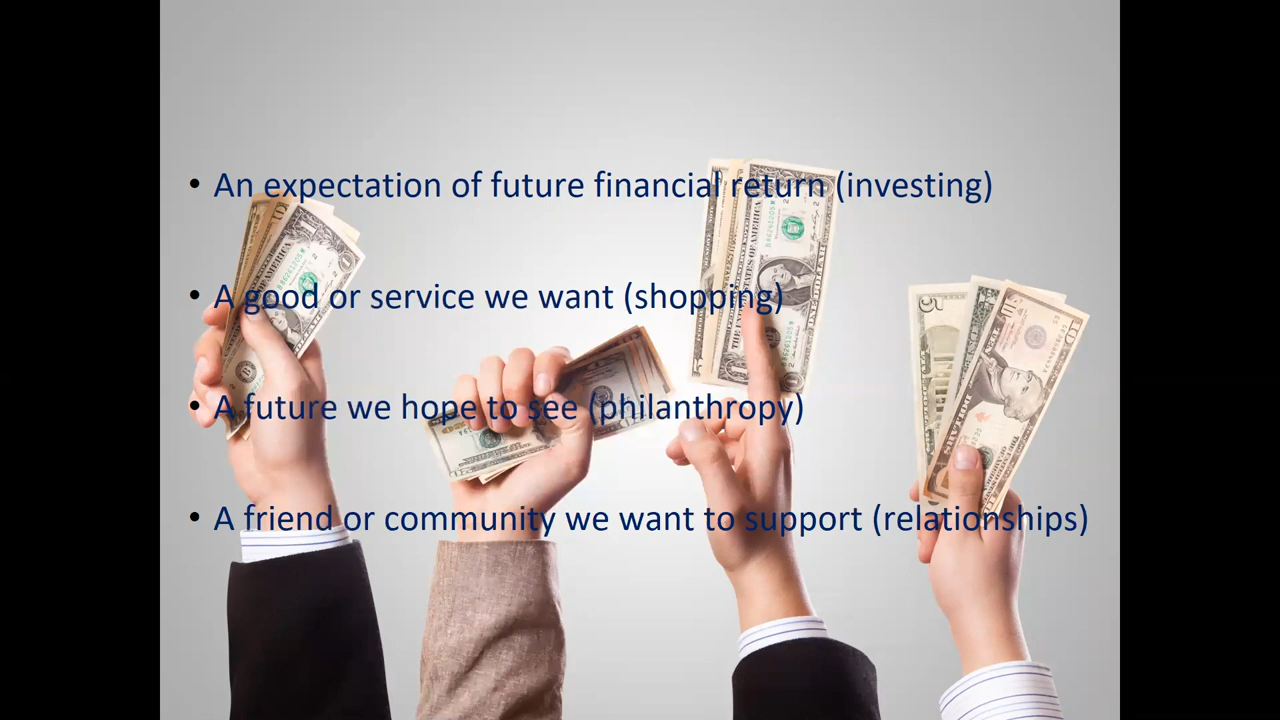 • An expectation of future financial return (investing)
• A good or service we want (shopping)
• A future we hope to see (philanthropy)
• A friend or community we want to support (relationships)